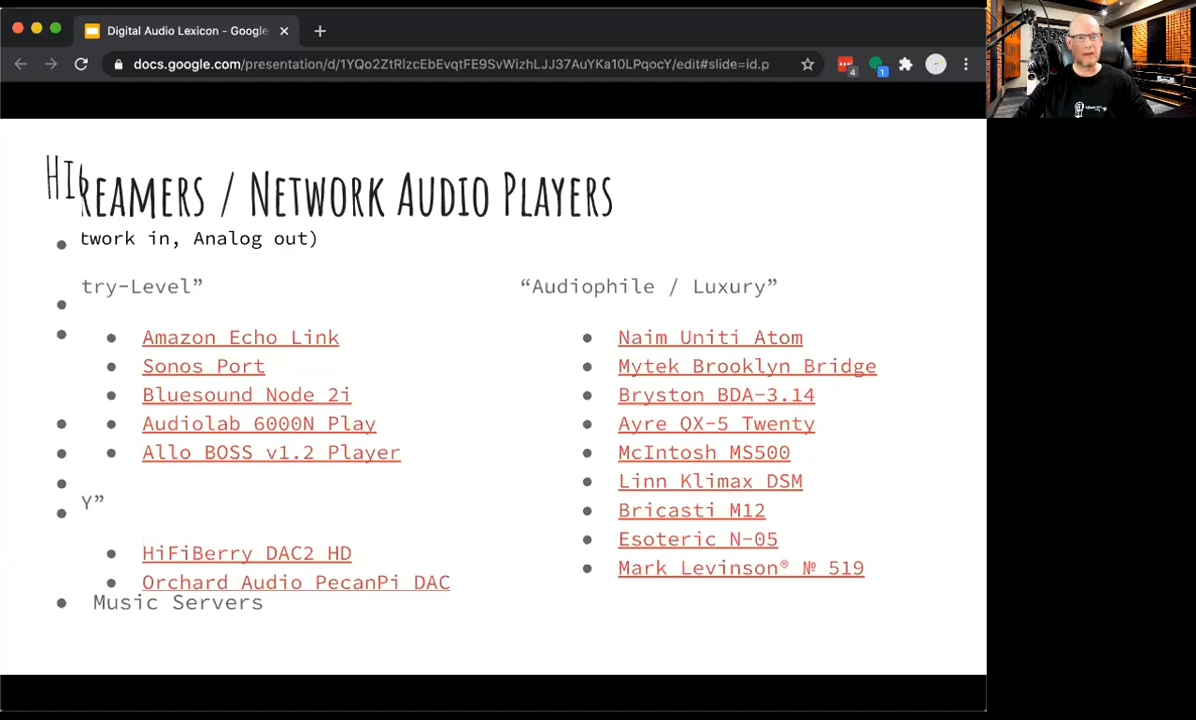 Digital Audio Lexicon - Google
docs.google.com/presentation/d/1YQo2ZtRlzcEbEvqtFE9SvWizhLJJ37AuYKa10LPqocY/edit#slide=id.p
4
1
HI
REAMERS / NETWORK AUDIO PLAYERS
twork in, Analog out)
try-Level”
● Amazon Echo Link
● Sonos Port
● Bluesound Node 2i
● Audiolab 6000N Play
● Allo BOSS v1.2 Player
Y”
● HiFiBerry DAC2 HD
● Orchard Audio PecanPi DAC
● Music Servers
“Audiophile / Luxury”
● Naim Uniti Atom
● Mytek Brooklyn Bridge
● Bryston BDA-3.14
● Ayre QX-5 Twenty
● McIntosh MS500
● Linn Klimax DSM
● Bricasti M12
● Esoteric N-05
● Mark Levinson® № 519